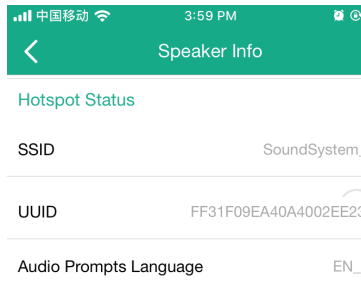 中国移动 3:59 PM
Speaker Info
Hotspot Status
SSID SoundSystem_
UUID FF31F09EA40A4002EE23
Audio Prompts Language EN_